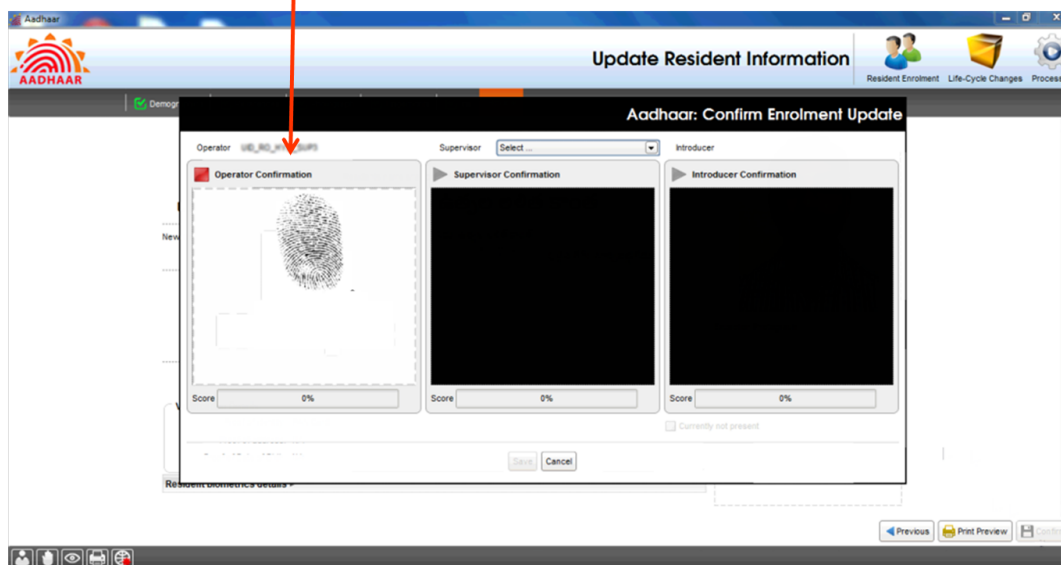 Aadhaar
AADHAAR
Update Resident Information
Resident Enrolment
Life-Cycle Changes
Process
Demogr
Aadhaar: Confirm Enrolment Update
Operator
Supervisor Select ...
Introducer
Operator Confirmation
Supervisor Confirmation
Introducer Confirmation
New
V
Score 0%
Score 0%
Score 0%
Currently not present
Save Cancel
Resident biometrics details
Previous
Print Preview